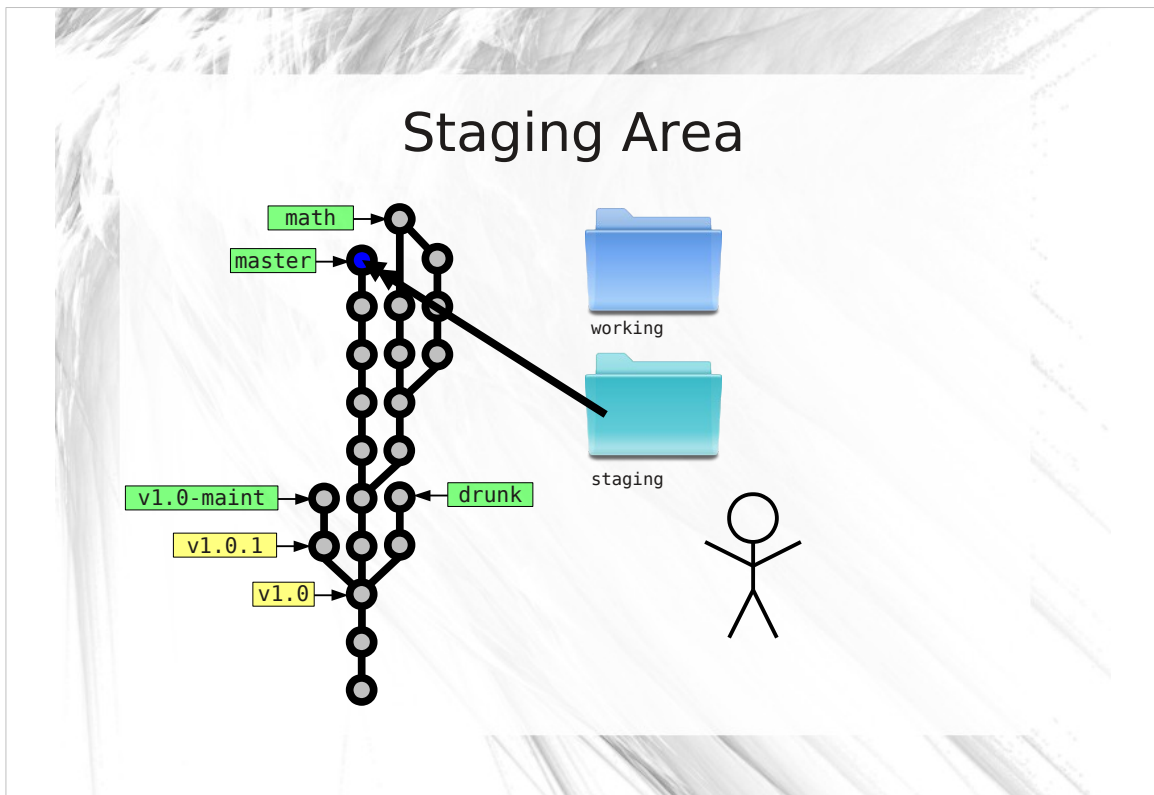 Staging Area
math
master
working
staging
v1.0-maint
drunk
v1.0.1
v1.0